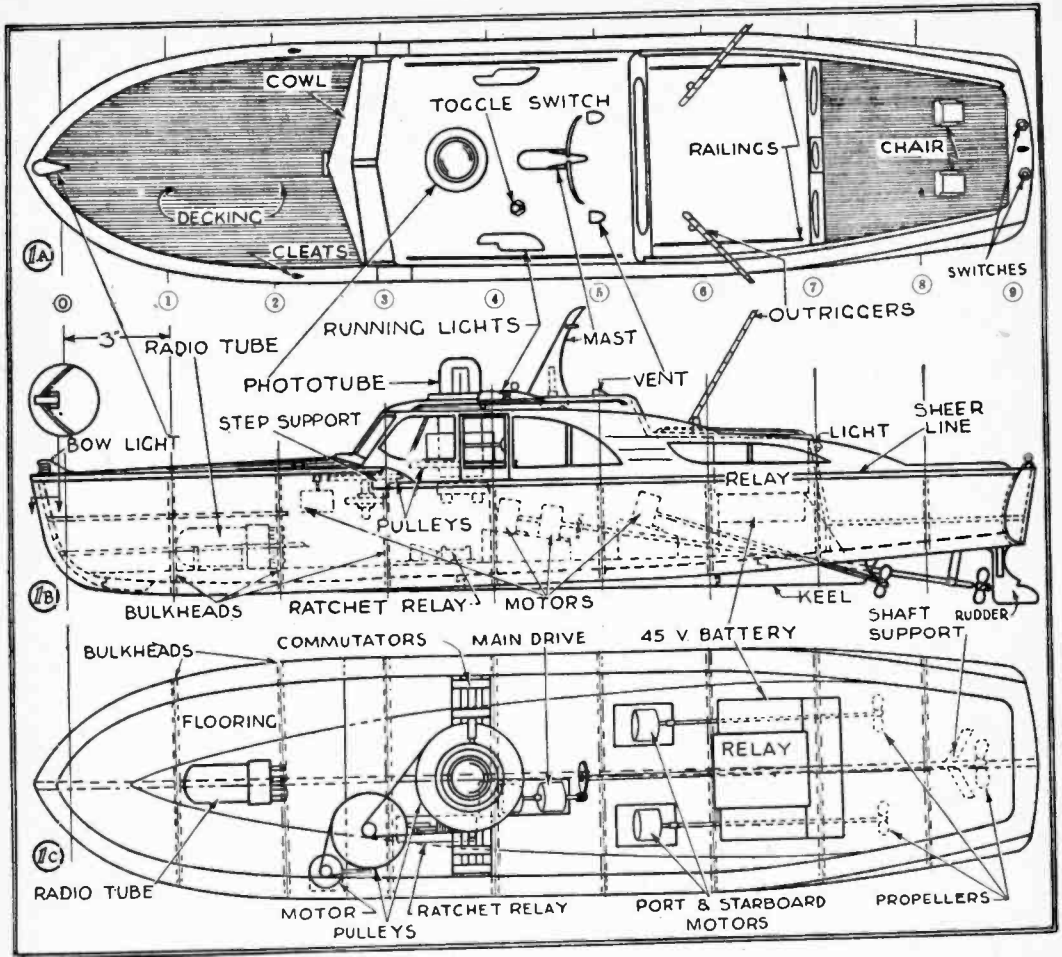 COWL
TOGGLE SWITCH
RAILINGS
CHAIR
DECKING
CLEATS
1A
SWITCHES
0
1
2
3
4
5
6
7
8
9
RUNNING LIGHTS
MAST
OUTRIGGERS
3"
RADIO TUBE
PHOTOTUBE
VENT
STEP SUPPORT
SHEER
LINE
BOW LIGHT
LIGHT
RELAY
PULLEYS
1B
BULKHEADS
RATCHET RELAY
MOTORS
KEEL
SHAFT
SUPPORT
RUDDER
COMMUTATORS
MAIN DRIVE
45 V. BATTERY
BULKHEADS
FLOORING
RELAY
1C
RADIO TUBE
MOTOR
PULLEYS
RATCHET RELAY
PORT & STARBOARD
MOTORS
PROPELLERS